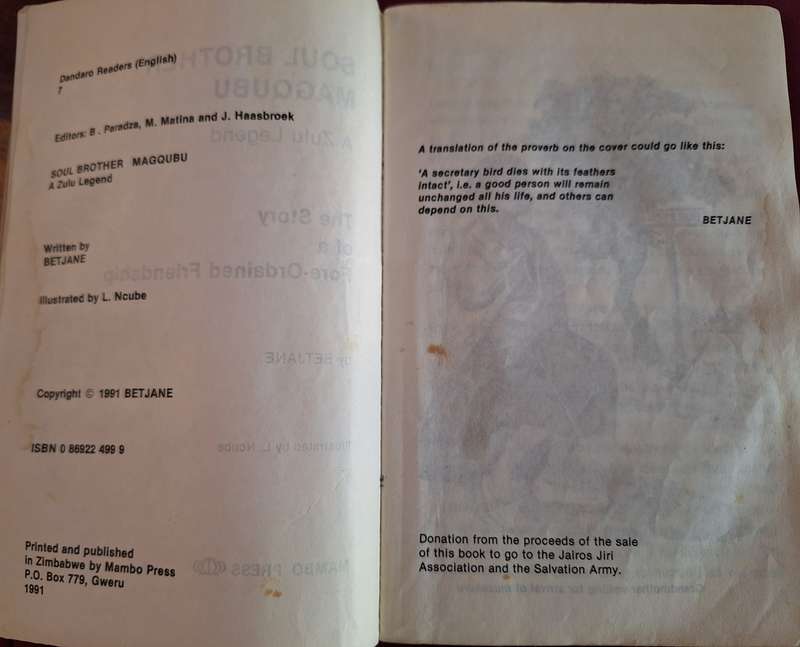 Dandaro Readers (English)
7
Editors: B . Paradza, M. Matina and J. Haasbroek
SOUL BROTHER MAGQUBU
A Zulu Legend
Written by
BETJANE
Illustrated by L. Ncube
Copyright © 1991 BETJANE
ISBN 0 86922 499 9
Printed and published
in Zimbabwe by Mambo Press
P.O. Box 779, Gweru
1991
A translation of the proverb on the cover could go like this:
'A secretary bird dies with its feathers
intact', i.e. a good person will remain
unchanged all his life, and others can
depend on this.
BETJANE
Donation from the proceeds of the sale
of this book to go to the Jairos Jiri
Association and the Salvation Army.